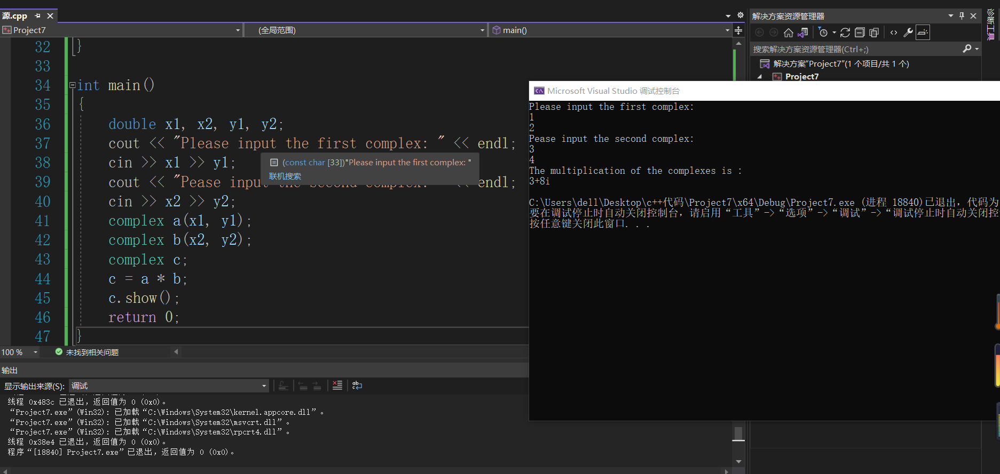 源.cpp
Project7
(全局范围)
main()
32 }
33
34 int main()
35 {
36 double x1, x2, y1, y2;
37 cout << "Please input the first complex: " << endl;
38 cin >> x1 >> y1;
(const char [33])"Please input the first complex: "
联机搜索
39 cout << "Pease input the second complex: << endl;
40 cin >> x2 >> y2;
41 complex a(x1, y1);
42 complex b(x2, y2);
43 complex c;
44 c = a * b;
45 c.show();
46 return 0;
47 }
100 %
未找到相关问题
输出
显示输出来源(S): 调试
线程 0x483c 已退出，返回值为 0 (0x0)。
“Project7.exe”(Win32): 已加载“C:\Windows\System32\kernel.appcore.dll”。
“Project7.exe”(Win32): 已加载“C:\Windows\System32\msvcrt.dll”。
“Project7.exe”(Win32): 已加载“C:\Windows\System32\rpcrt4.dll”。
线程 0x38e4 已退出，返回值为 0 (0x0)。
程序“[18840] Project7.exe”已退出，返回值为 0 (0x0)。
解决方案资源管理器
搜索解决方案资源管理器(Ctrl+;)
解决方案"Project7"(1 个项目/共 1 个)
Project7
诊断工具
Microsoft Visual Studio 调试控制台
Please input the first complex:
1
2
Pease input the second complex:
3
4
The multiplication of the complexes is :
3+8i
C:\Users\dell\Desktop\c++代码\Project7\x64\Debug\Project7.exe (进程 18840)已退出，代码为
要在调试停止时自动关闭控制台，请启用“工具”->“选项”->“调试”->“调试停止时自动关闭控
按任意键关闭此窗口. . .